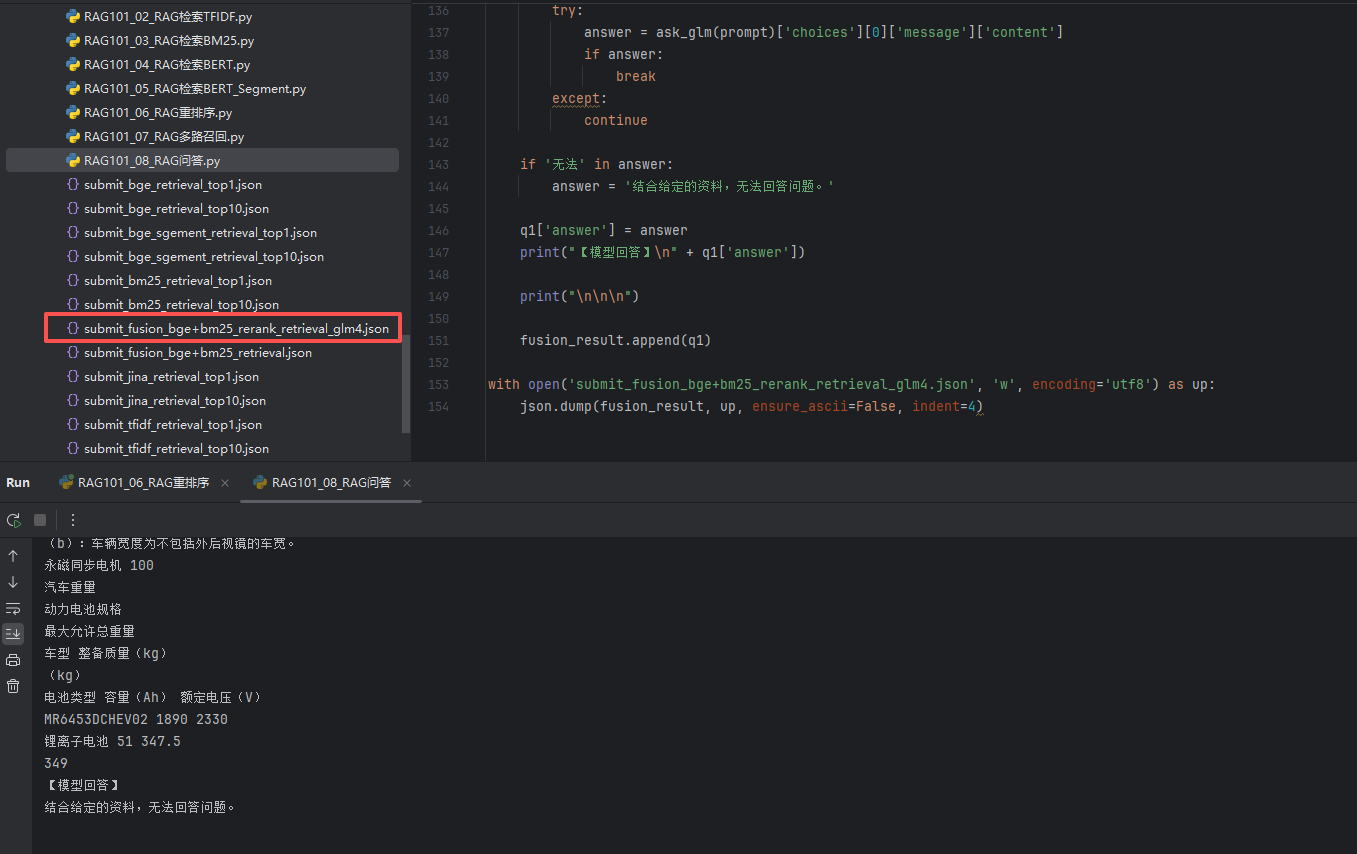 RAG101_02_RAG检索TFIDF.py
RAG101_03_RAG检索BM25.py
RAG101_04_RAG检索BERT.py
RAG101_05_RAG检索BERT_Segment.py
RAG101_06_RAG重排序.py
RAG101_07_RAG多路召回.py
RAG101_08_RAG问答.py
submit_bge_retrieval_top1.json
submit_bge_retrieval_top10.json
submit_bge_sgement_retrieval_top1.json
submit_bge_sgement_retrieval_top10.json
submit_bm25_retrieval_top1.json
submit_bm25_retrieval_top10.json
submit_fusion_bge+bm25_rerank_retrieval_glm4.json
submit_fusion_bge+bm25_retrieval.json
submit_jina_retrieval_top1.json
submit_jina_retrieval_top10.json
submit_tfidf_retrieval_top1.json
submit_tfidf_retrieval_top10.json
136 try:
137 answer = ask_glm(prompt)['choices'][0]['message']['content']
138 if answer:
139 break
140 except:
141 continue
142
143 if '无法' in answer:
144 answer = '结合给定的资料，无法回答问题。'
145
146 q1['answer'] = answer
147 print("【模型回答】\n" + q1['answer'])
148
149 print("\n\n\n")
150
151 fusion_result.append(q1)
152
153 with open('submit_fusion_bge+bm25_rerank_retrieval_glm4.json', 'w', encoding='utf8') as up:
154 json.dump(fusion_result, up, ensure_ascii=False, indent=4)
Run RAG101_06_RAG重排序 RAG101_08_RAG问答
（b）：车辆宽度为不包括外后视镜的车宽。
永磁同步电机 100
汽车重量
动力电池规格
最大允许总重量
车型 整备质量（kg）
（kg）
电池类型 容量（Ah） 额定电压（V）
MR6453DCHEV02 1890 2330
锂离子电池 51 347.5
349
【模型回答】
结合给定的资料，无法回答问题。